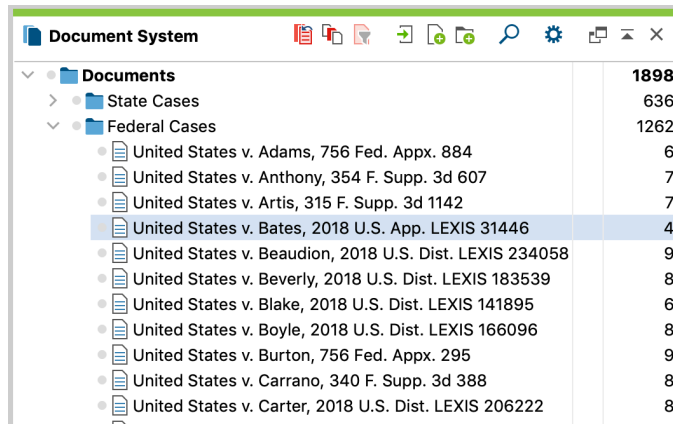 Document System
Documents 1898
State Cases 636
Federal Cases 1262
United States v. Adams, 756 Fed. Appx. 884 6
United States v. Anthony, 354 F. Supp. 3d 607 7
United States v. Artis, 315 F. Supp. 3d 1142 7
United States v. Bates, 2018 U.S. App. LEXIS 31446 4
United States v. Beaudion, 2018 U.S. Dist. LEXIS 234058 9
United States v. Beverly, 2018 U.S. Dist. LEXIS 183539 8
United States v. Blake, 2018 U.S. Dist. LEXIS 141895 6
United States v. Boyle, 2018 U.S. Dist. LEXIS 166096 8
United States v. Burton, 756 Fed. Appx. 295 9
United States v. Carrano, 340 F. Supp. 3d 388 8
United States v. Carter, 2018 U.S. Dist. LEXIS 206222 8